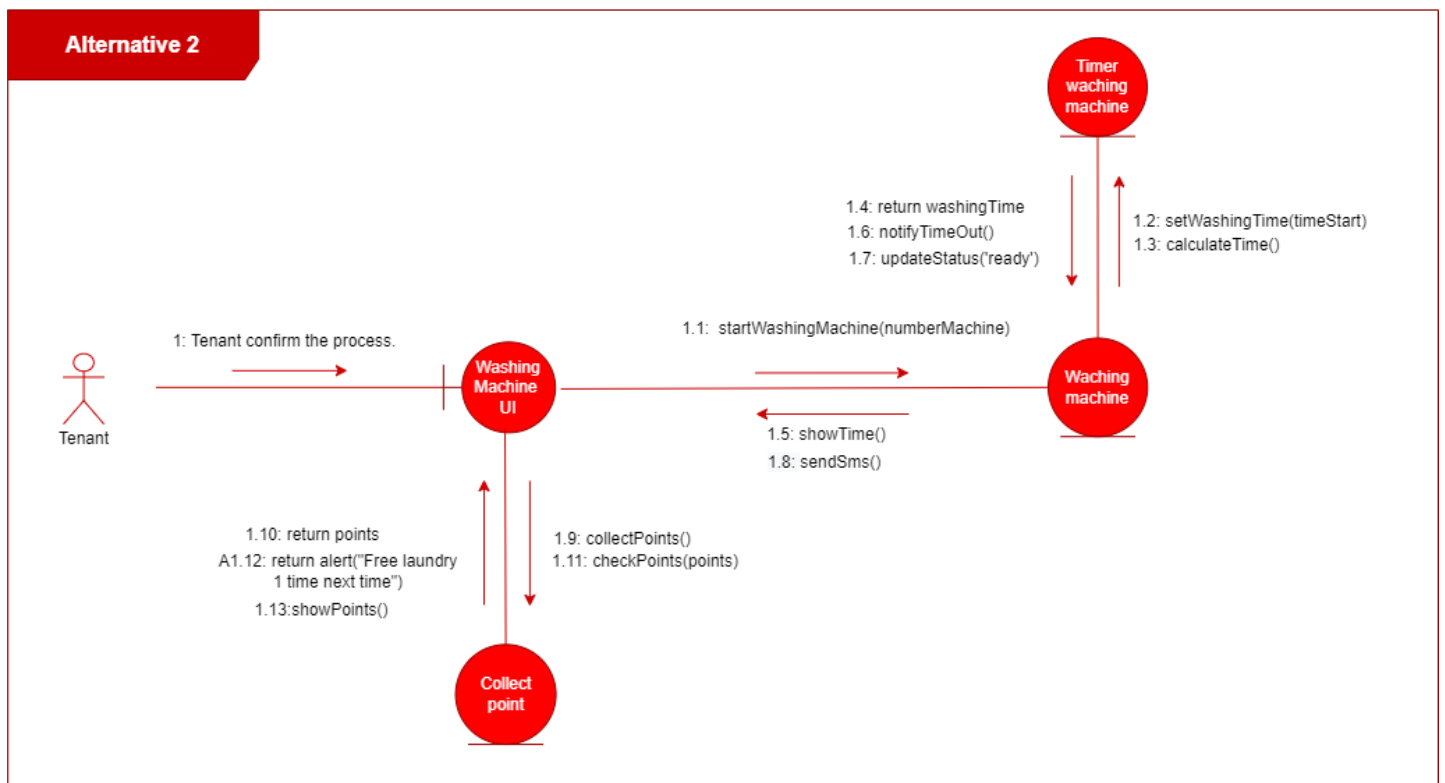 Alternative 2
Timer
waching
machine
1.4: return washingTime
1.6: notifyTimeOut()
1.7: updateStatus('ready')
1.2: setWashingTime(timeStart)
1.3: calculateTime()
1: Tenant confirm the process.
1.1: startWashingMachine(numberMachine)
Tenant
Washing
Machine
UI
Waching
machine
1.5: showTime()
1.8: sendSms()
1.10: return points
A1.12: return alert("Free laundry
1 time next time")
1.13:showPoints()
1.9: collectPoints()
1.11: checkPoints(points)
Collect
point